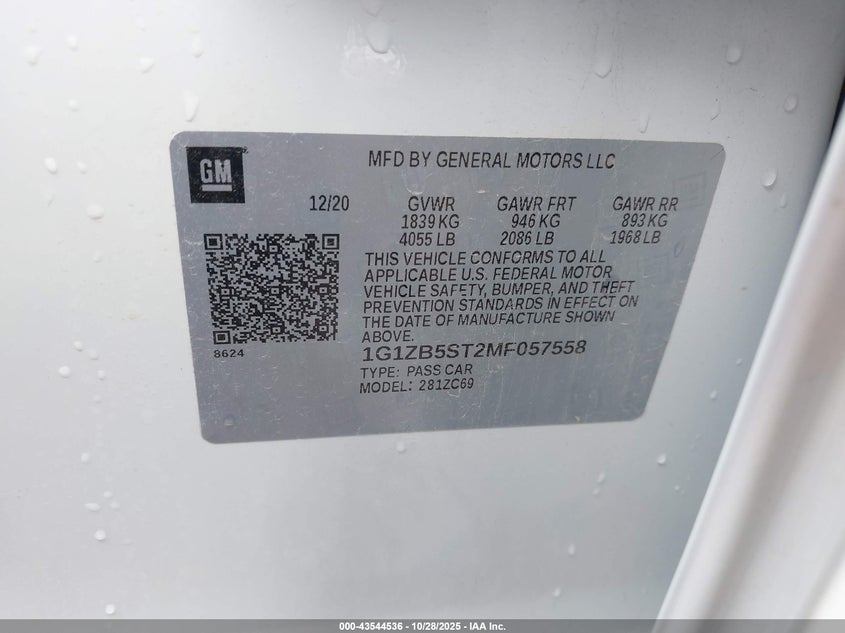 GM
MFD BY GENERAL MOTORS LLC
12/20 GVWR GAWR FRT GAWR RR
1839 KG 946 KG 893 KG
4055 LB 2086 LB 1968 LB
THIS VEHICLE CONFORMS TO ALL
APPLICABLE U.S. FEDERAL MOTOR
VEHICLE SAFETY, BUMPER, AND THEFT
PREVENTION STANDARDS IN EFFECT ON
THE DATE OF MANUFACTURE SHOWN
ABOVE.
8624
1G1ZB5ST2MF057558
TYPE: PASS CAR
MODEL: 281ZC69
000-43544536 - 10/28/2025 - IAA Inc.